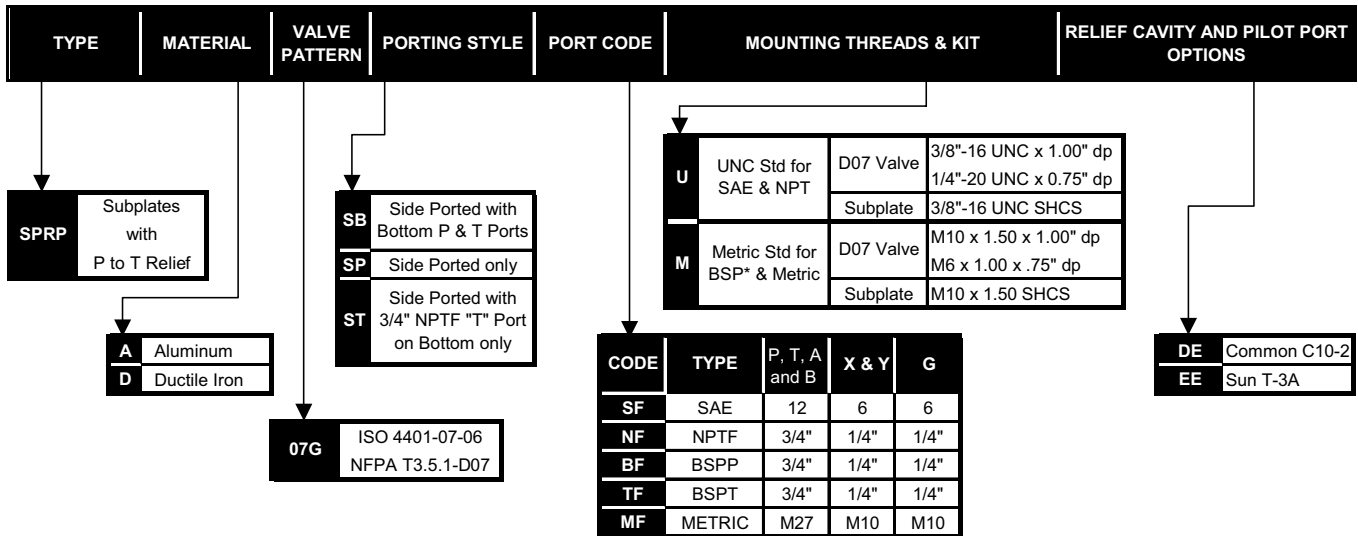 TYPE
MATERIAL
VALVE
PATTERN
PORTING STYLE
PORT CODE
MOUNTING THREADS & KIT
RELIEF CAVITY AND PILOT PORT
OPTIONS
SPRP
Subplates
with
P to T Relief
A Aluminum
D Ductile Iron
07G
ISO 4401-07-06
NFPA T3.5.1-D07
SB
Side Ported with
Bottom P & T Ports
SP Side Ported only
ST
Side Ported with
3/4" NPTF "T" Port
on Bottom only
U
UNC Std for
SAE & NPT
D07 Valve
3/8"-16 UNC x 1.00" dp
1/4"-20 UNC x 0.75" dp
Subplate 3/8"-16 UNC SHCS
M
Metric Std for
BSP* & Metric
D07 Valve
M10 x 1.50 x 1.00" dp
M6 x 1.00 x .75" dp
Subplate M10 x 1.50 SHCS
CODE TYPE
P, T, A
and B
X & Y G
SF SAE 12 6 6
NF NPTF 3/4" 1/4" 1/4"
BF BSPP 3/4" 1/4" 1/4"
TF BSPT 3/4" 1/4" 1/4"
MF METRIC M27 M10 M10
DE Common C10-2
EE Sun T-3A